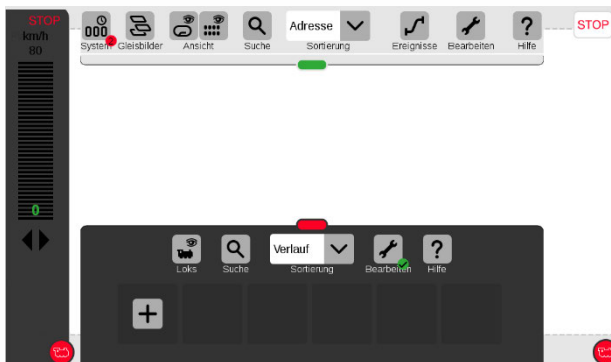 STOP
km/h
80
0
System
Gleisbilder
Ansicht
Suche
Adresse
Sortierung
Ereignisse
Bearbeiten
Hilfe
STOP
Loks
Suche
Verlauf
Sortierung
Bearbeiten
Hilfe